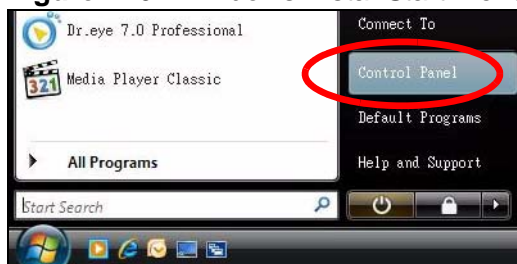 Dr.eye 7.0 Professional
Media Player Classic
321
All Programs
Start Search
Connect To
Control Panel
Default Programs
Help and Support